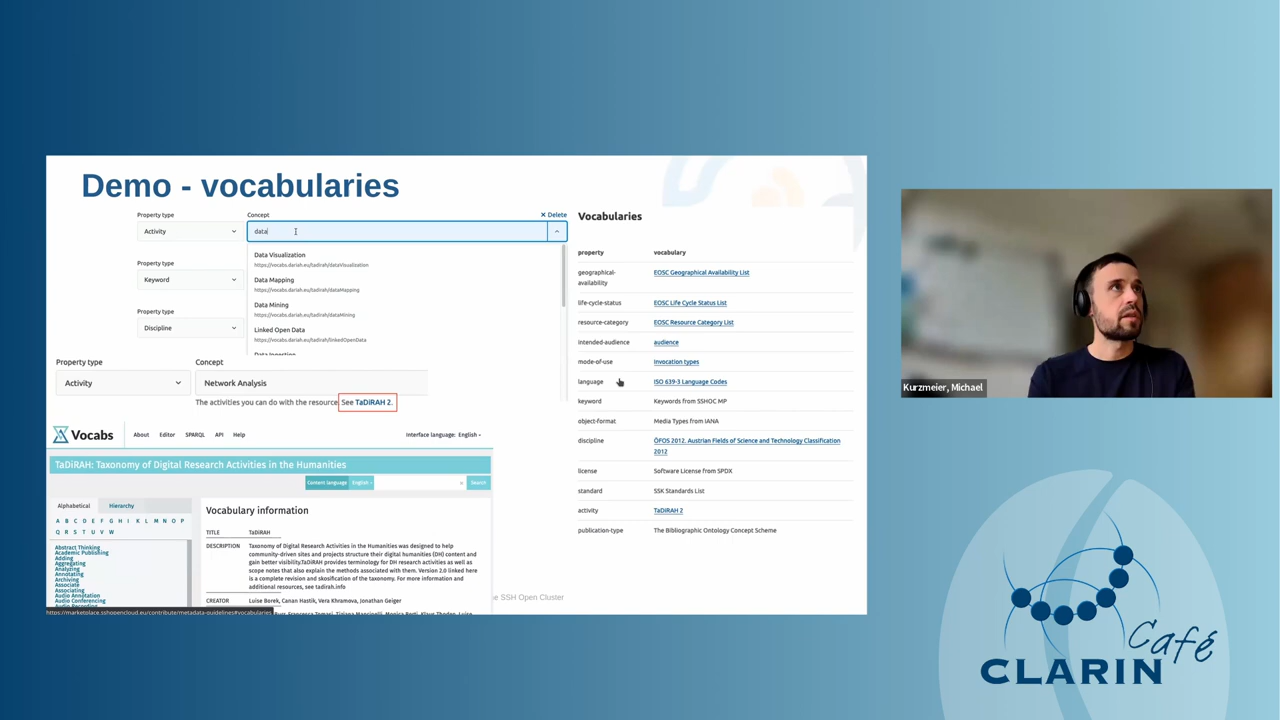 Demo - vocabularies
Property type
Concept
✕ Delete
Activity
data
Data Visualization
https://vocabs.dariah.eu/tadirah/dataVisualisation
Property type
Keyword
Data Mapping
https://vocabs.dariah.eu/tadirah/dataMapping
Data Mining
https://vocabs.dariah.eu/tadirah/dataMining
Property type
Discipline
Linked Open Data
https://vocabs.dariah.eu/tadirah/linkedOpenData
Data Ingestion
Property type
Concept
Activity
Network Analysis
The activities you can do with the resource. See TaDiRAH 2.
Vocabs
About Editor SPARQL API Help
Interface language: English
TaDiRAH: Taxonomy of Digital Research Activities in the Humanities
Content language English
x
Search
Alphabetical Hierarchy
A B C D E F G H I K L M N O P
Q R S T U V W
Abstract Thinking
Academic Publishing
Adding
Aggregating
Analyzing
Annotating
Archiving
Associate
Associating
Audio Annotation
Audio Conferencing
Audio Recording
Vocabulary information
TITLE TaDiRAH
DESCRIPTION Taxonomy of Digital Research Activities in the Humanities was designed to help
community-driven sites and projects structure their digital humanities (DH) content and
gain better visibility.TaDiRAH provides terminology for DH research activities as well as
scope notes that also explain the methods associated with them. Version 2.0 linked here
is a complete revision and skosification of the taxonomy. For more information and
additional resources, see tadirah.info
CREATOR Luise Borek, Canan Hastik, Vera Khramova, Jonathan Geiger
https://marketplace.sshopencloud.eu/contribute/metadata-guidelines#vocabularies
e SSH Open Cluster
Vocabularies
property vocabulary
geographical-
availability
EOSC Geographical Availability List
life-cycle-status EOSC Life Cycle Status List
resource-category EOSC Resource Category List
intended-audience audience
mode-of-use Invocation types
language ISO 639-3 Language Codes
keyword Keywords from SSHOC MP
object-format Media Types from IANA
discipline ÖFOS 2012. Austrian Fields of Science and Technology Classification
2012
license Software License from SPDX
standard SSK Standards List
activity TaDiRAH 2
publication-type The Bibliographic Ontology Concept Scheme
Kurzmeier, Michael
Café
CLARIN